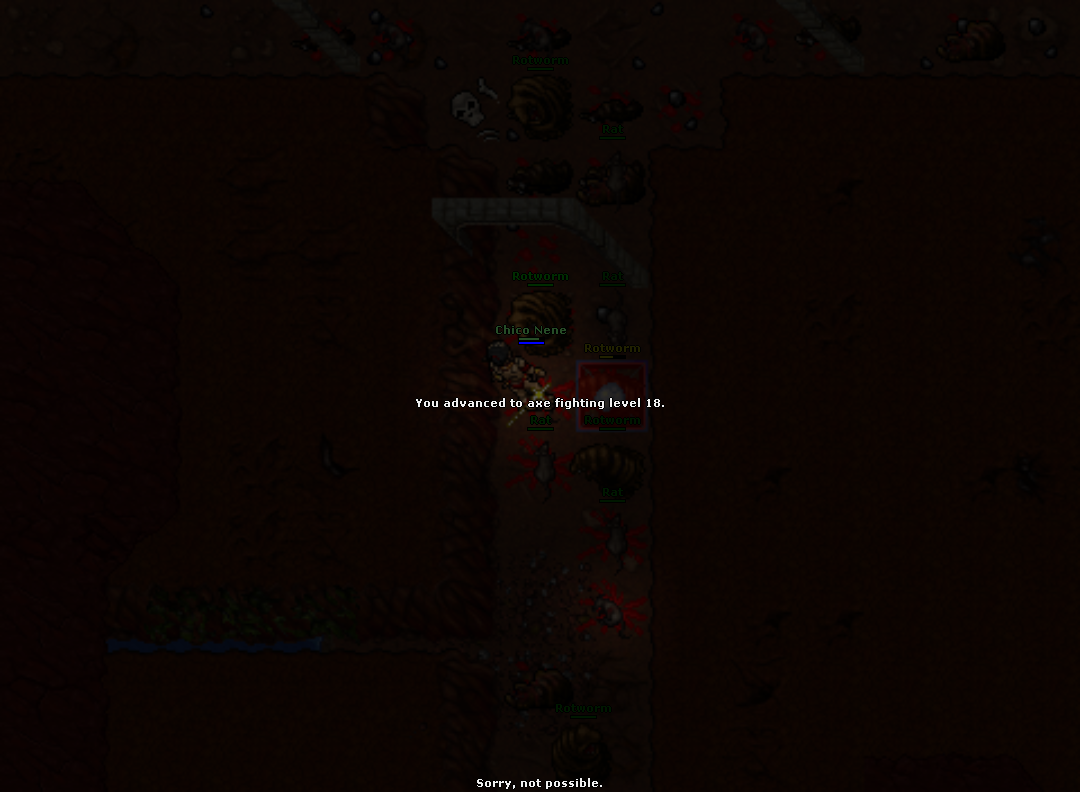 Rotworm
Rat
Rotworm
Rat
Chico Nene
Rotworm
You advanced to axe fighting level 18.
Rat
Rotworm
Rat
Rotworm
Sorry, not possible.